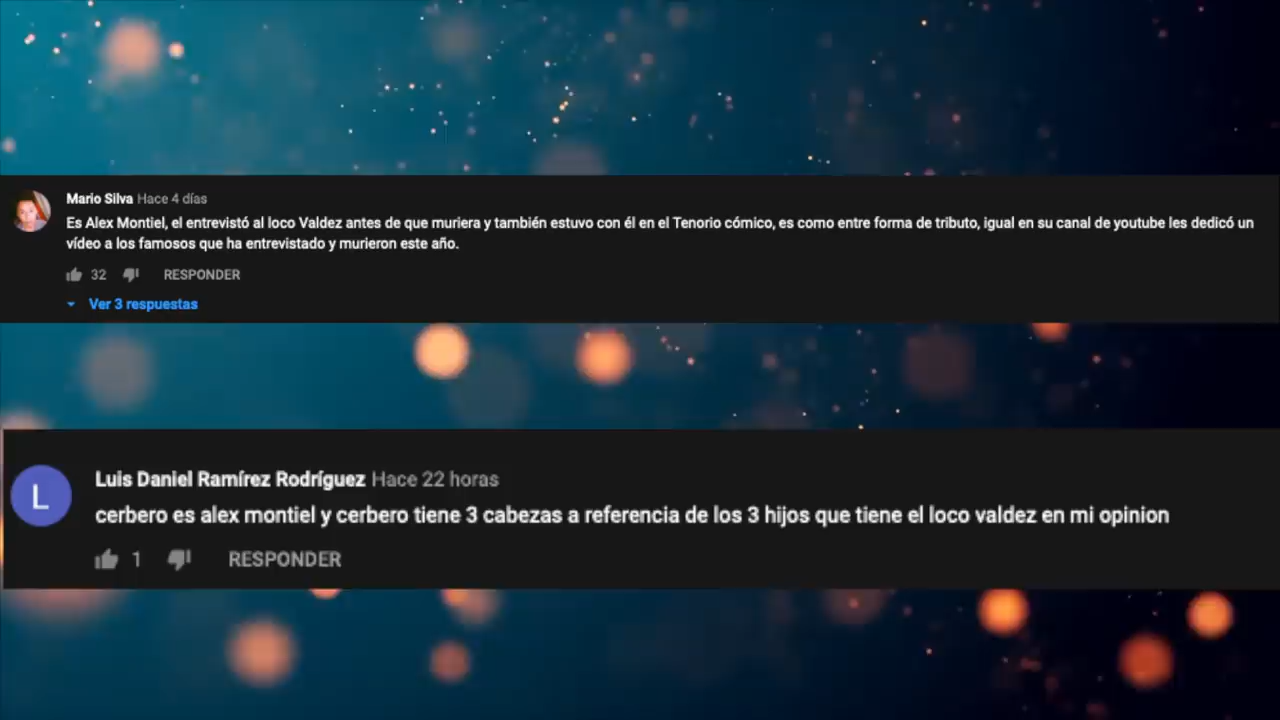 Mario Silva Hace 4 días
Es Alex Montiel, el entrevistó al loco Valdez antes de que muriera y también estuvo con él en el Tenorio cómico, es como entre forma de tributo, igual en su canal de youtube les dedicó un
vídeo a los famosos que ha entrevistado y murieron este año.
32 RESPONDER
Ver 3 respuestas
L
Luis Daniel Ramírez Rodríguez Hace 22 horas
cerbero es alex montiel y cerbero tiene 3 cabezas a referencia de los 3 hijos que tiene el loco valdez en mi opinion
1 RESPONDER